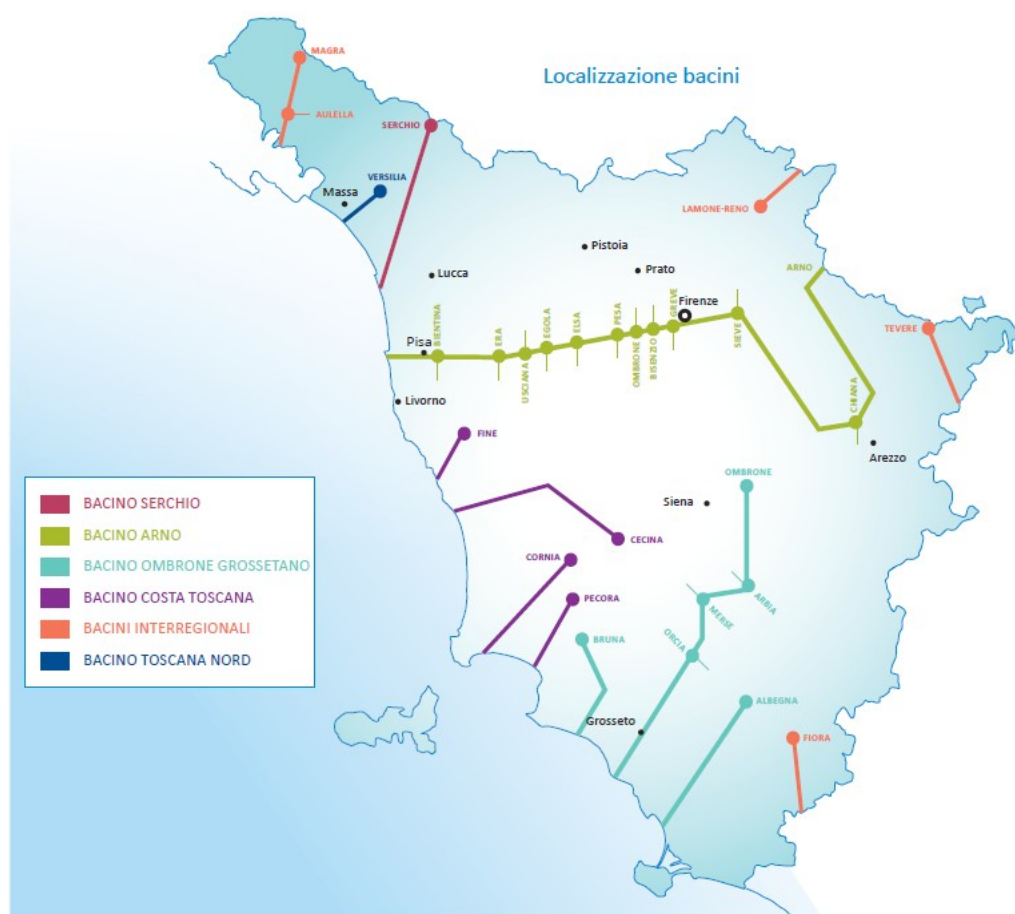 MAGRA
Localizzazione bacini
AULELLA
SERCHIO
VERSILIA
Massa
LAMONE-RENO
Pistoia
Prato
Lucca
ARNO
Firenze
TEVERE
Pisa
BIENTINA
ERA
USCIANA
EGOLA
ELSA
PESA
OMBRONE
BISENZIO
GREVE
SIEVE
CHIANA
Livorno
Arezzo
FINE
OMBRONE
Siena
CECINA
CORNIA
PECORA
ARBIA
MERSE
ORCIA
BRUNA
Grosseto
ALBEGNA
FIORA
BACINO SERCHIO
BACINO ARNO
BACINO OMBRONE GROSSETANO
BACINO COSTA TOSCANA
BACINI INTERREGIONALI
BACINO TOSCANA NORD